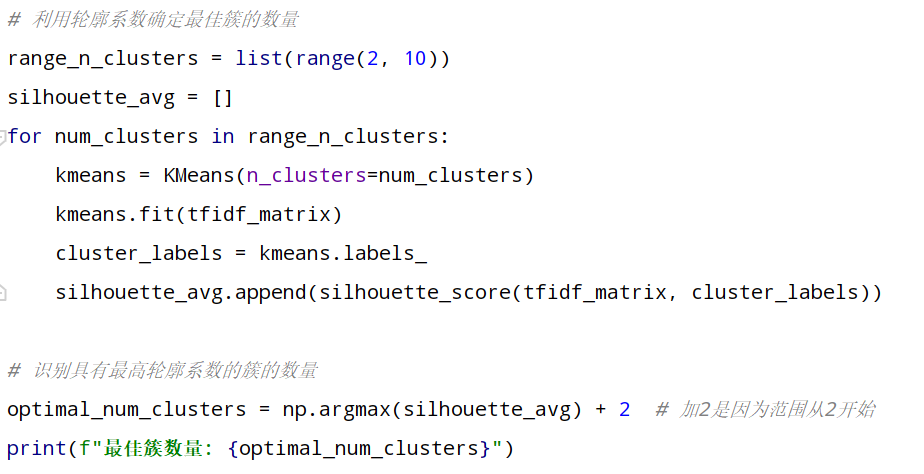 # 利用轮廓系数确定最佳簇的数量
range_n_clusters = list(range(2, 10))
silhouette_avg = []
for num_clusters in range_n_clusters:
    kmeans = KMeans(n_clusters=num_clusters)
    kmeans.fit(tfidf_matrix)
    cluster_labels = kmeans.labels_
    silhouette_avg.append(silhouette_score(tfidf_matrix, cluster_labels))
# 识别具有最高轮廓系数的簇的数量
optimal_num_clusters = np.argmax(silhouette_avg) + 2  # 加2是因为范围从2开始
print(f"最佳簇数量: {optimal_num_clusters}")